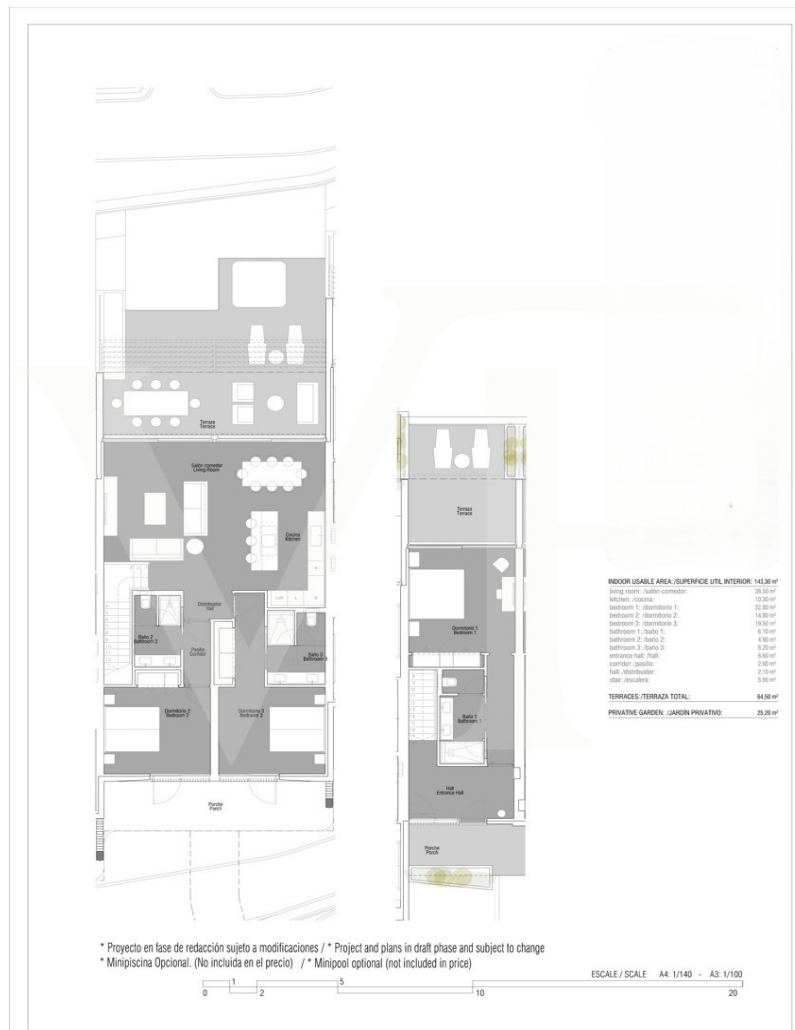 Terraza
Terrace
Salón comedor
Living Room
Cocina
Kitchen
Distribuidor
Hall
Baño 2
Bathroom 2
Pasillo
Corridor
Baño 3
Bathroom 3
Dormitorio 2
Bedroom 2
Dormitorio 3
Bedroom 3
Porche
Porch
Terraza
Terrace
Dormitorio 1
Bedroom 1
Baño 1
Bathroom 1
Hall
Entrance Hall
Porche
Porch
INDOOR USABLE AREA:/SUPERFICIE UTIL INTERIOR: 143,30 m²
living room: /salón-comedor: 38,50 m²
kitchen: /cocina: 10,30 m²
bedroom 1: /dormitorio 1: 22,80 m²
bedroom 2: /dormitorio 2: 14,80 m²
bedroom 3: /dormitorio 3: 19,50 m²
bathroom 1: /baño 1: 6,10 m²
bathroom 2: /baño 2: 4,90 m²
bathroom 3: /baño 3: 6,20 m²
entrance hall: /hall:
corridor: /pasillo: 2,60 m²
hall: /distribuidor: 2,10 m²
stair: /escalera:
TERRACES:/TERRAZA TOTAL: 64,50 m²
PRIVATIVE GARDEN: /JARDÍN PRIVATIVO: 25,20 m²
* Proyecto en fase de redacción sujeto a modificaciones / * Project and plans in draft phase and subject to change
* Minipiscina Opcional. (No incluida en el precio) / * Minipool optional (not included in price)
ESCALE / SCALE A4: 1/140 - A3: 1/100
0 1 2 5 10 20